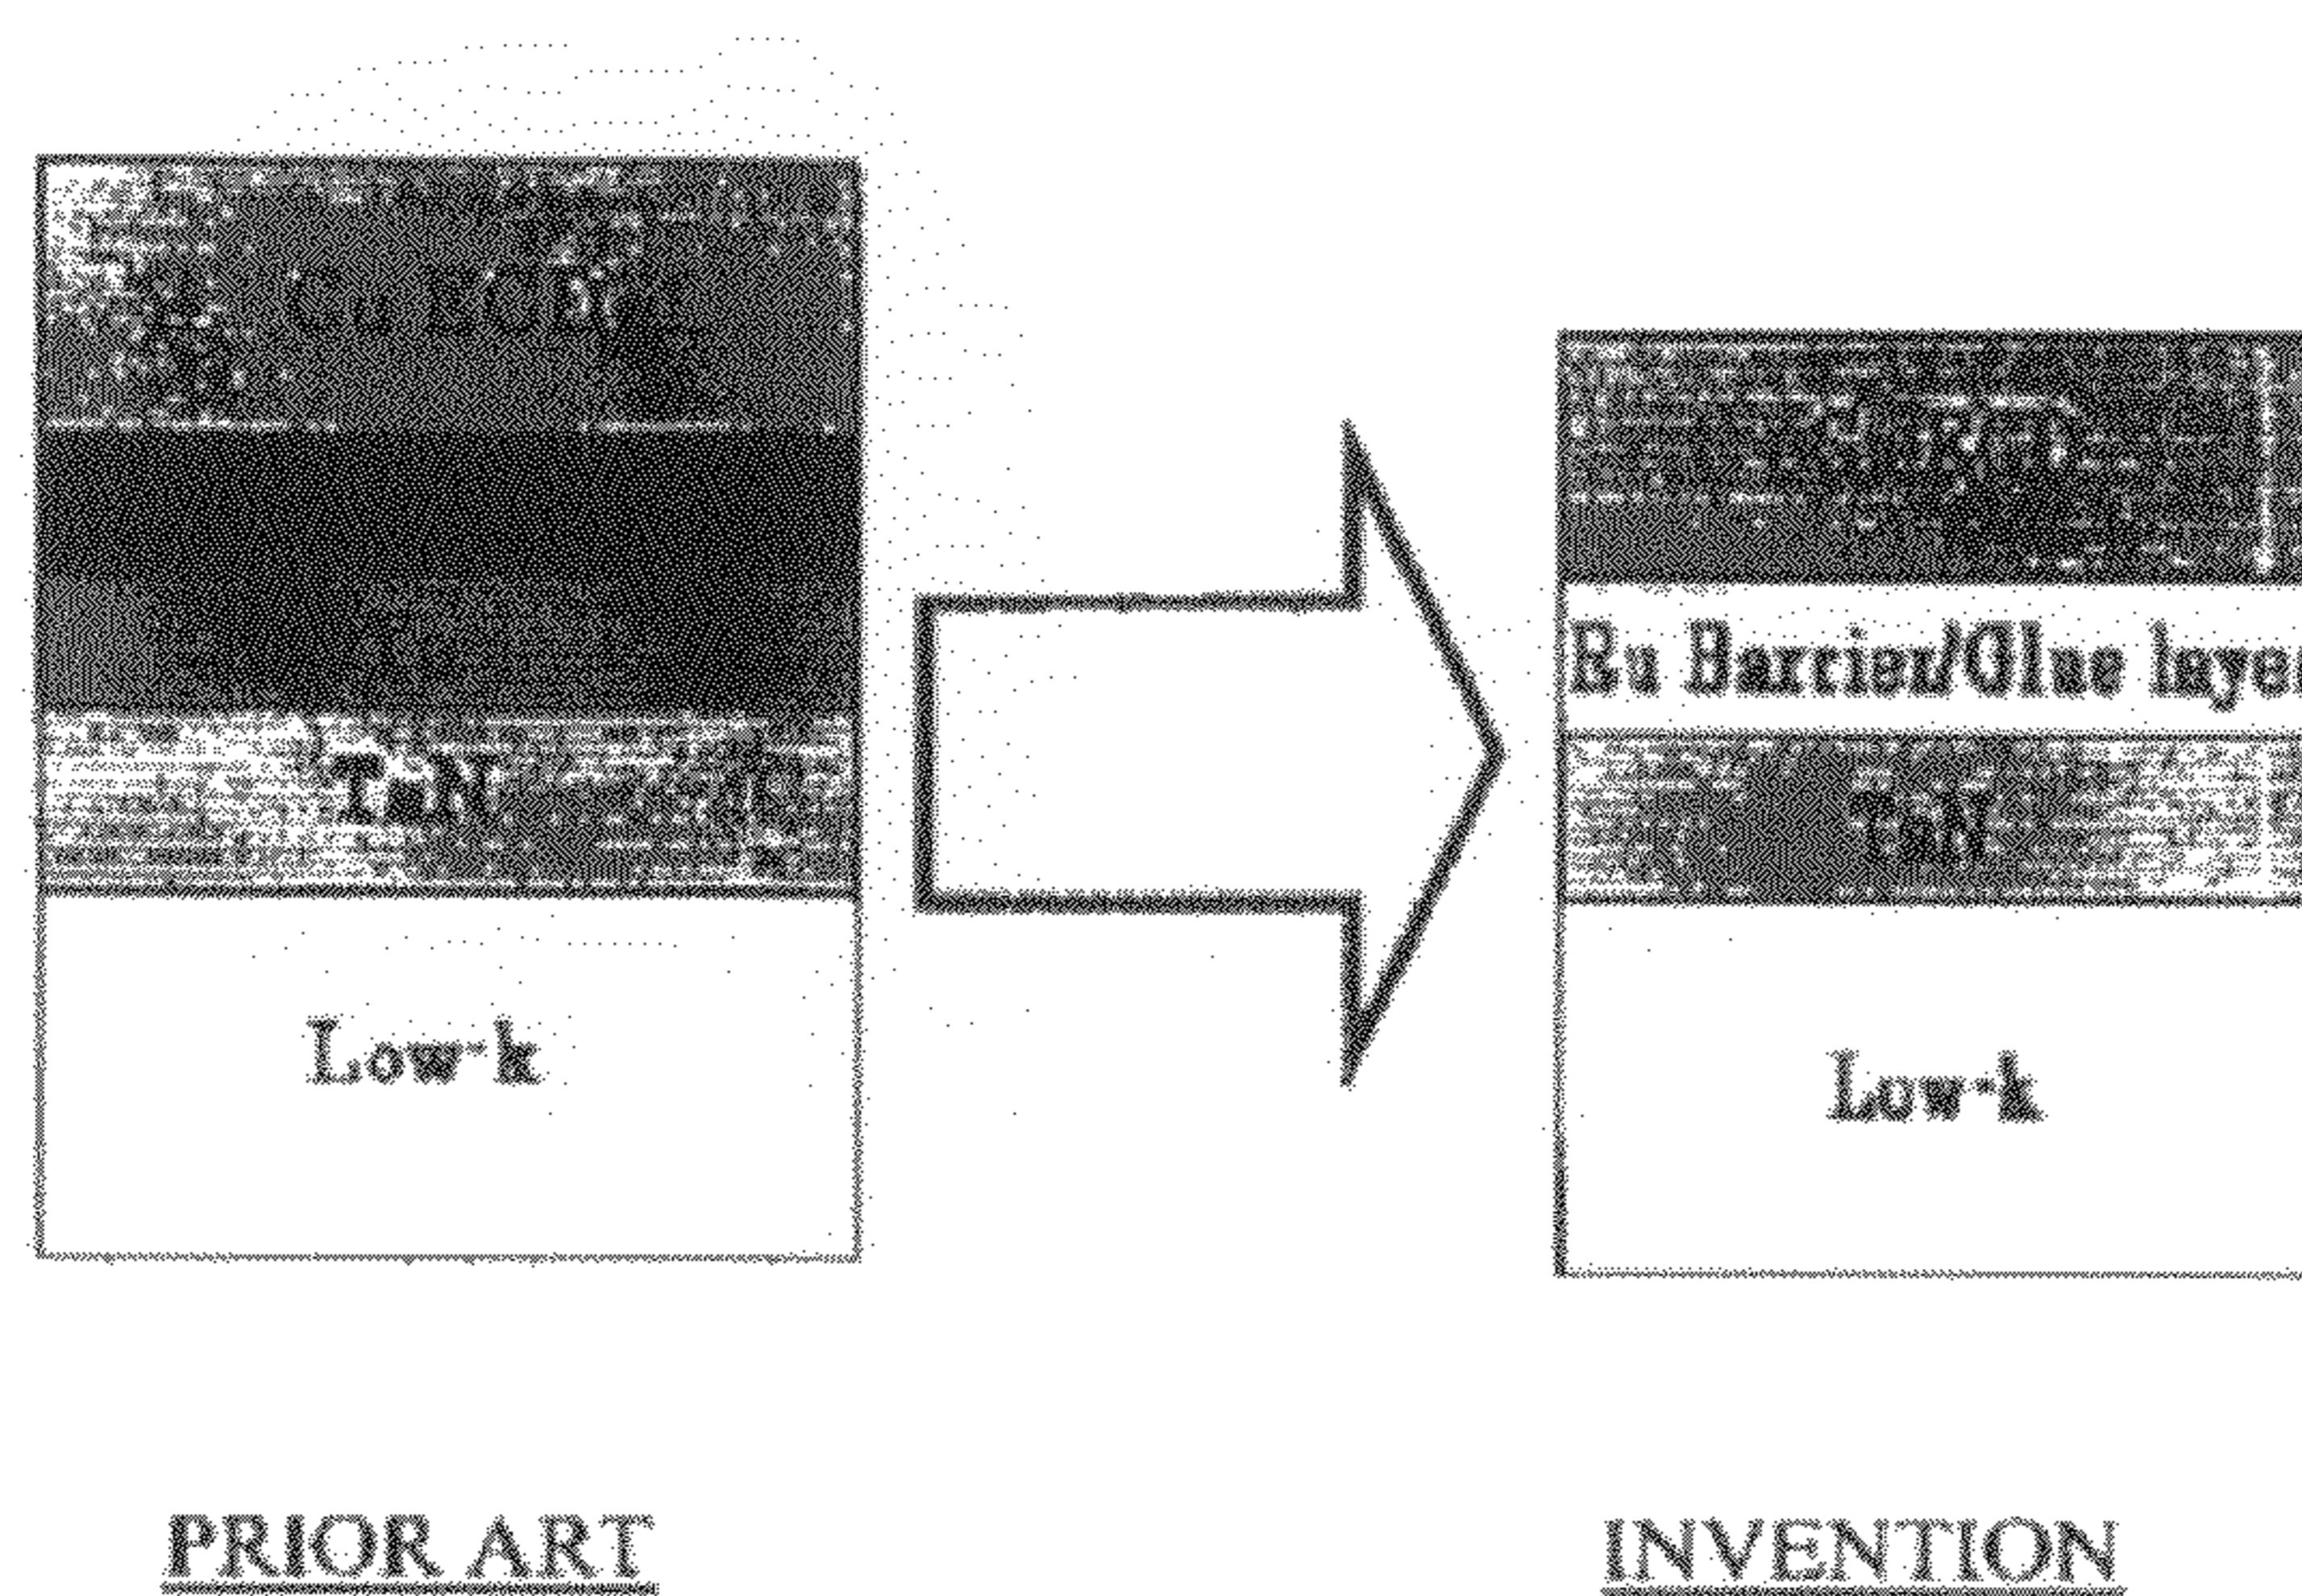 Cu ECD
TaN
Low-k
PRIOR ART
Ru Barrier/Glue layer
TaN
Low-k
INVENTION